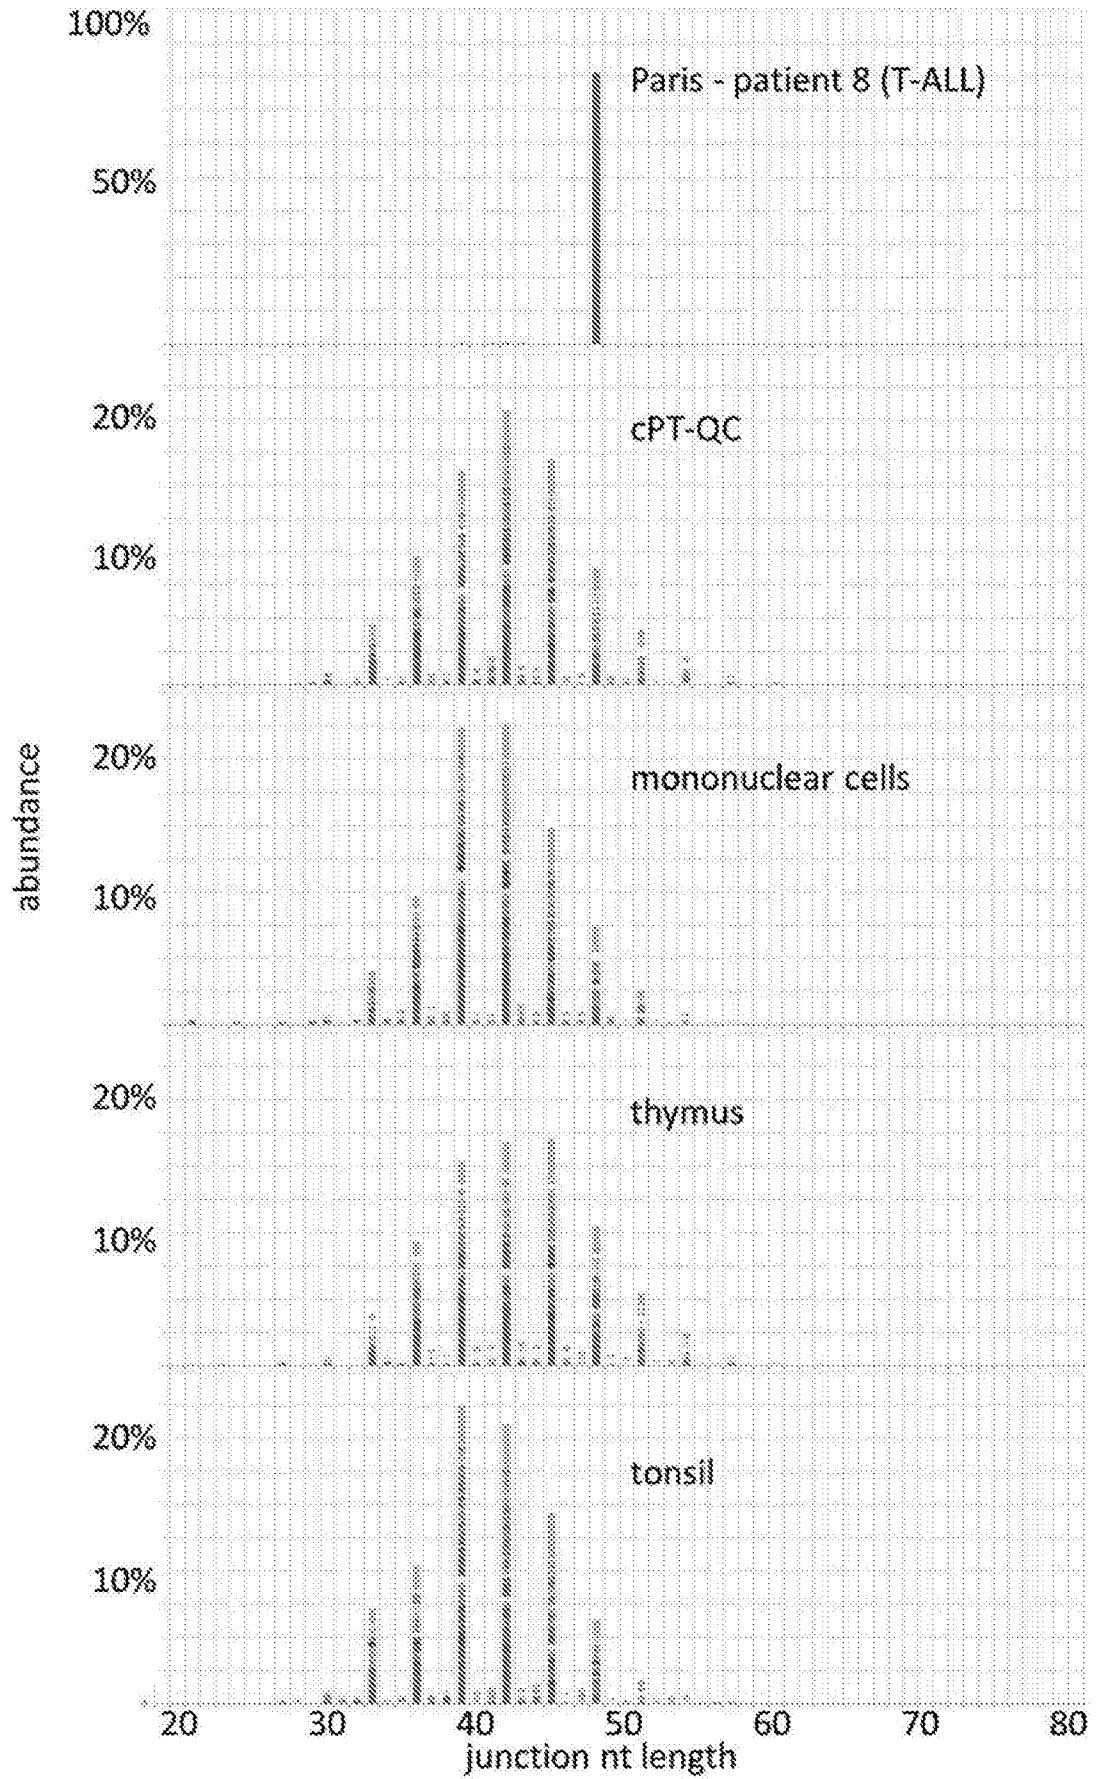 100%
Paris - patient 8 (T-ALL)
50%
20%
cPT-QC
10%
abundance
20%
mononuclear cells
10%
20%
thymus
10%
20%
tonsil
10%
20 30 40 50 60 70 80
junction nt length